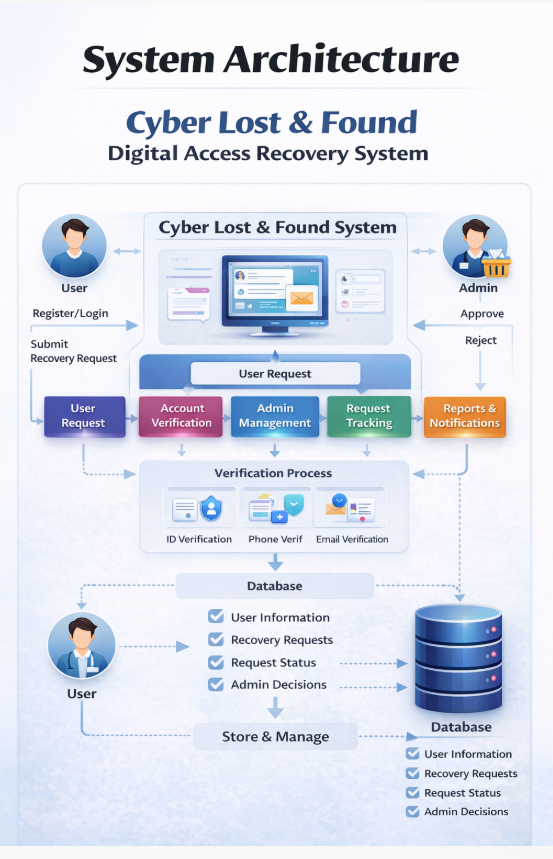 System Architecture
Cyber Lost & Found
Digital Access Recovery System
Cyber Lost & Found System
User
Admin
Register/Login
Approve
Submit
Recovery Request
Reject
User Request
User
Request
Account
Verification
Admin
Management
Request
Tracking
Reports &
Notifications
Verification Process
ID Verification
Phone Verif
Email Verification
Database
User Information
Recovery Requests
Request Status
Admin Decisions
User
Store & Manage
Database
User Information
Recovery Requests
Request Status
Admin Decisions